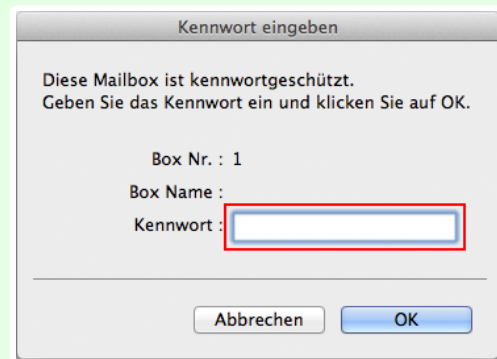 Kennwort eingeben
Diese Mailbox ist kennwortgeschützt.
Geben Sie das Kennwort ein und klicken Sie auf OK.
Box Nr. : 1
Box Name :
Kennwort :
Abbrechen OK